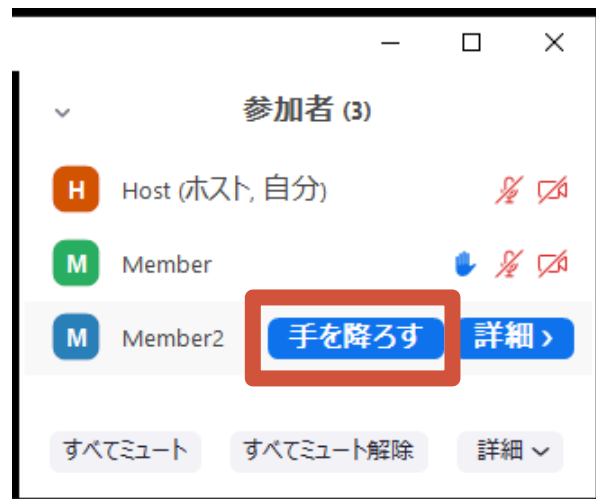 参加者 (3)
H Host (ホスト, 自分)
M Member
M Member2 手を降ろす 詳細 ›
すべてミュート すべてミュート解除 詳細